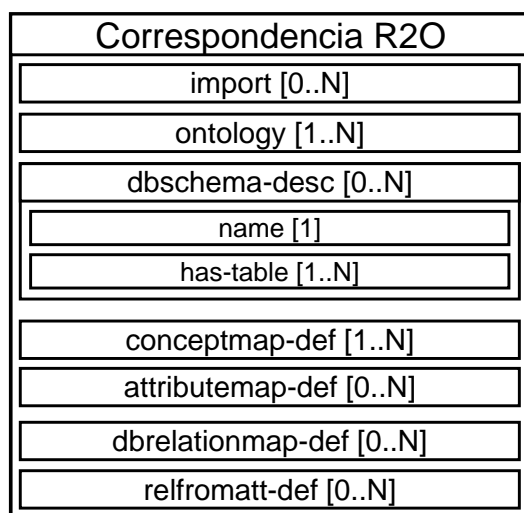 Correspondencia R2O
import [0..N]
ontology [1..N]
dbschema-desc [0..N]
name [1]
has-table [1..N]
conceptmap-def [1..N]
attributemap-def [0..N]
dbrelationmap-def [0..N]
relfromatt-def [0..N]